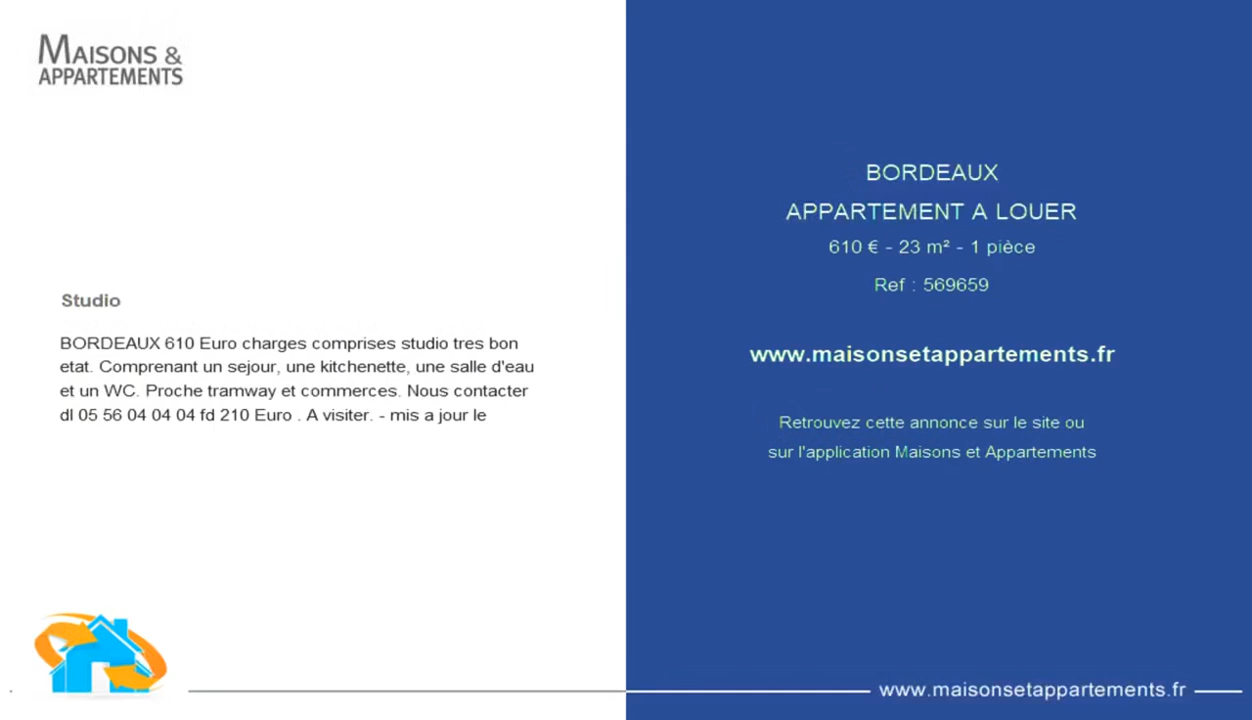 MAISONS &
APPARTEMENTS
Studio
BORDEAUX 610 Euro charges comprises studio tres bon
etat. Comprenant un sejour, une kitchenette, une salle d'eau
et un WC. Proche tramway et commerces. Nous contacter
dl 05 56 04 04 04 fd 210 Euro . A visiter. - mis a jour le
BORDEAUX
APPARTEMENT A LOUER
610 € - 23 m² - 1 pièce
Ref : 569659
www.maisonsetappartements.fr
Retrouvez cette annonce sur le site ou
sur l'application Maisons et Appartements
www.maisonsetappartements.fr